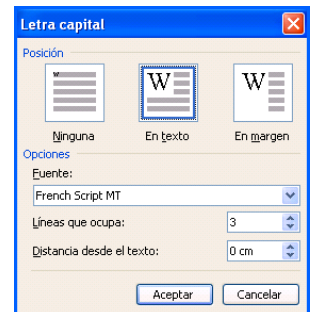 Letra capital
Posición
W
W
W
Ninguna
En texto
En margen
Opciones
Fuente:
French Script MT
Líneas que ocupa:
3
Distancia desde el texto:
0 cm
Aceptar
Cancelar